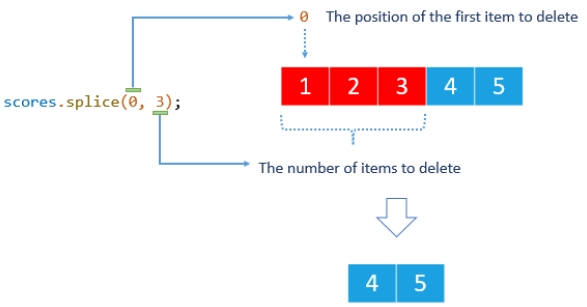 0 The position of the first item to delete
1 2 3 4 5
scores.splice(0, 3);
The number of items to delete
4 5